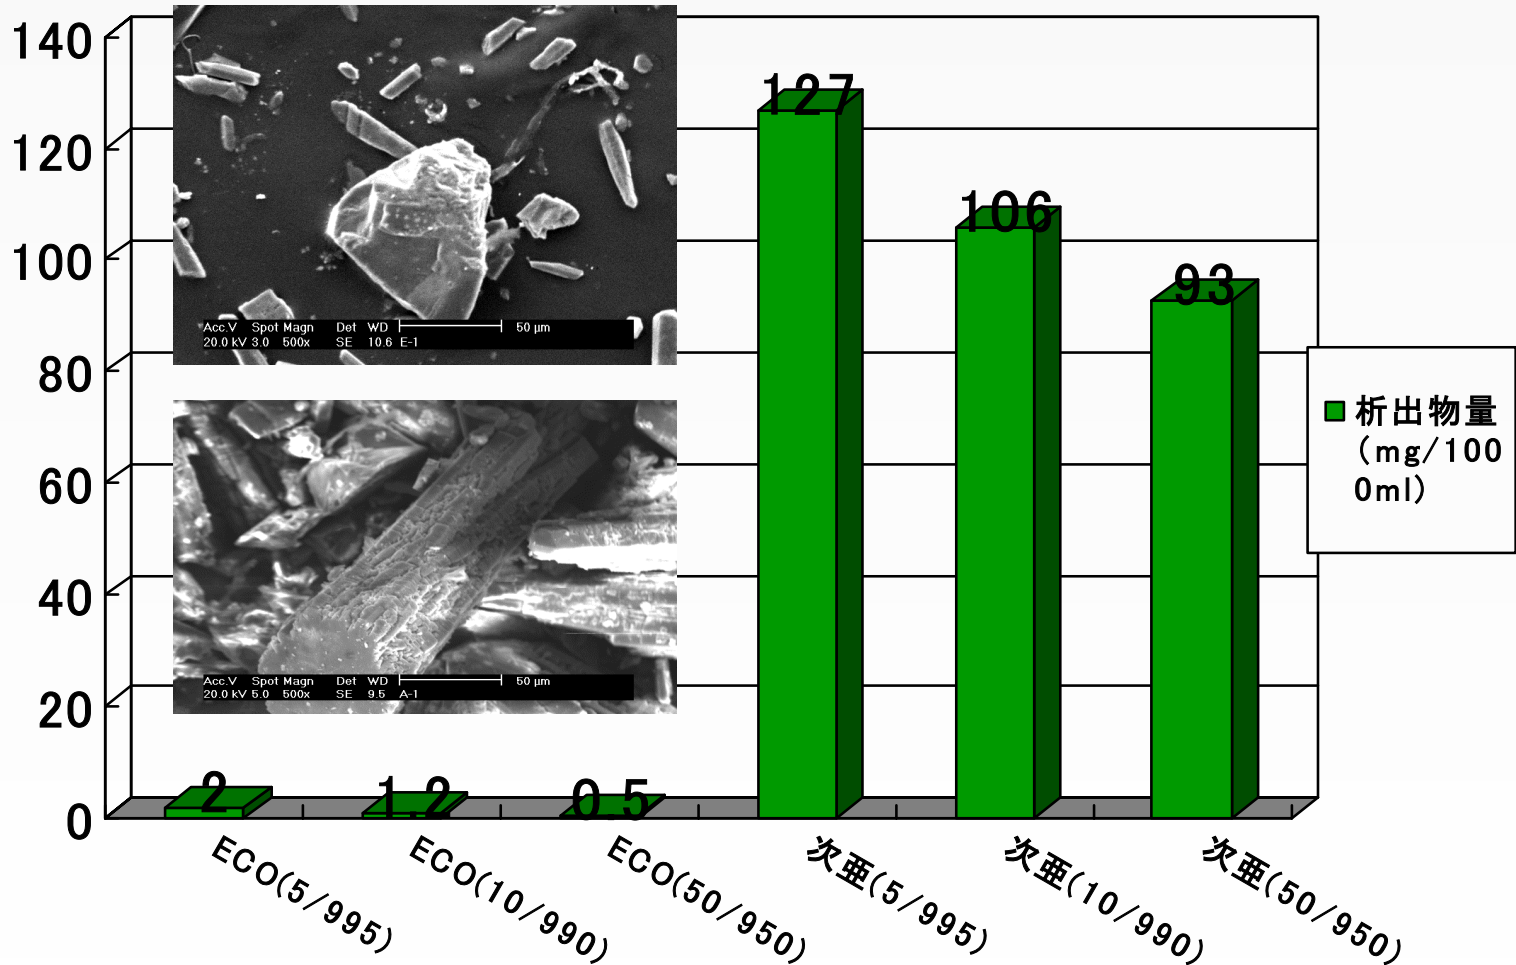 140
120
100
80
60
40
20
0
Acc.V Spot Magn Det WD 50 µm
20.0 kV 3.0 500x SE 10.6 E-1
Acc.V Spot Magn Det WD 50 µm
20.0 kV 5.0 500x SE 9.5 A-1
2
1.2
0.5
127
106
93
ECO(5/995)
ECO(10/990)
ECO(50/950)
次亜(5/995)
次亜(10/990)
次亜(50/950)
析出物量
(mg/100
0ml)